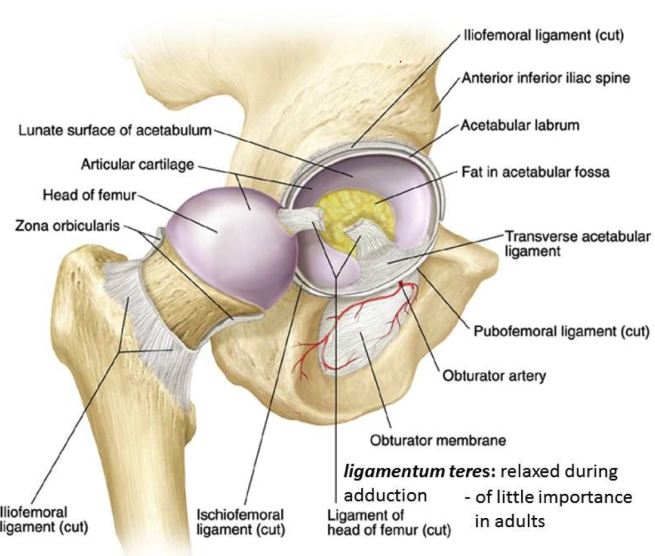 Iliofemoral ligament (cut)
Anterior inferior iliac spine
Lunate surface of acetabulum
Acetabular labrum
Articular cartilage
Fat in acetabular fossa
Head of femur
Zona orbicularis
Transverse acetabular
ligament
Pubofemoral ligament (cut)
Obturator artery
Obturator membrane
ligamentum teres: relaxed during
adduction - of little importance
in adults
Iliofemoral
ligament (cut)
Ischiofemoral
ligament (cut)
Ligament of
head of femur (cut)